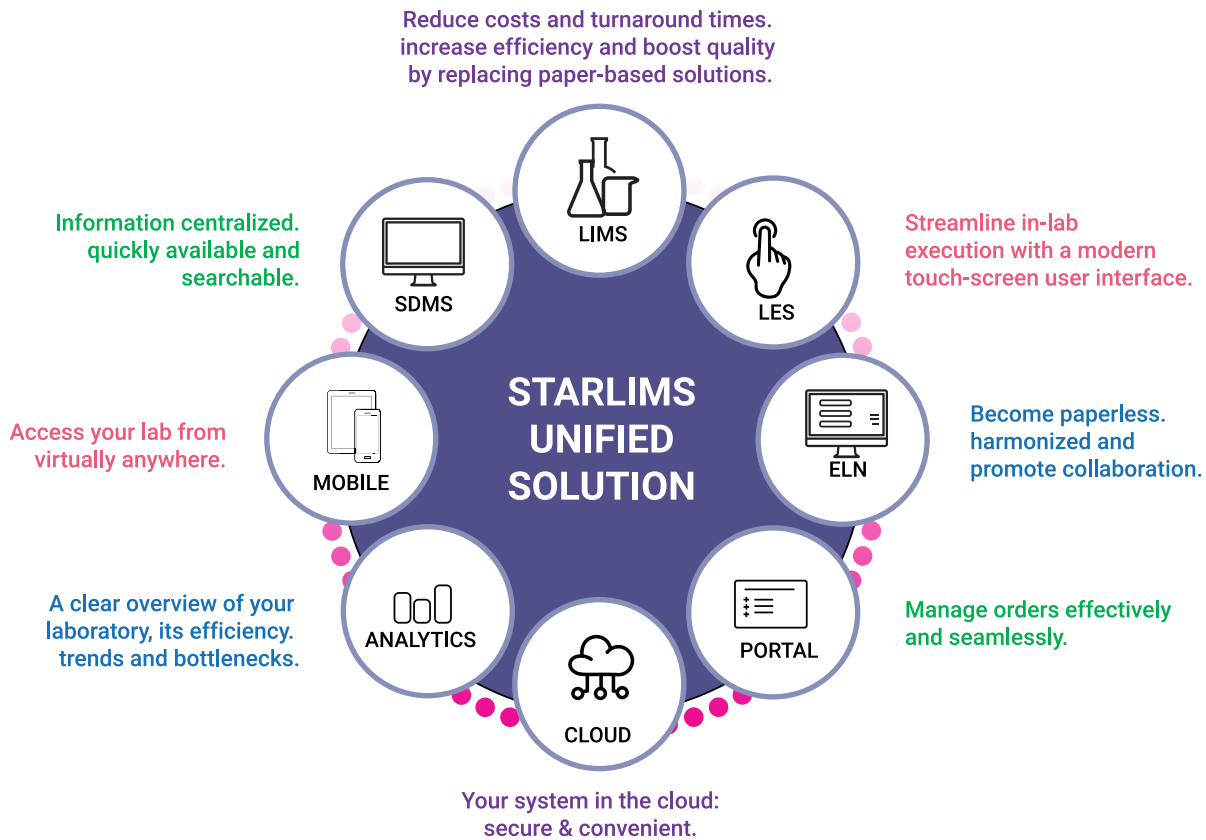 Reduce costs and turnaround times.
increase efficiency and boost quality
by replacing paper-based solutions.
LIMS
Information centralized.
quickly available and
searchable.
SDMS
LES
Streamline in-lab
execution with a modern
touch-screen user interface.
STARLIMS
UNIFIED
SOLUTION
Access your lab from
virtually anywhere.
MOBILE
ELN
Become paperless.
harmonized and
promote collaboration.
A clear overview of your
laboratory, its efficiency.
trends and bottlenecks.
ANALYTICS
PORTAL
Manage orders effectively
and seamlessly.
CLOUD
Your system in the cloud:
secure & convenient.